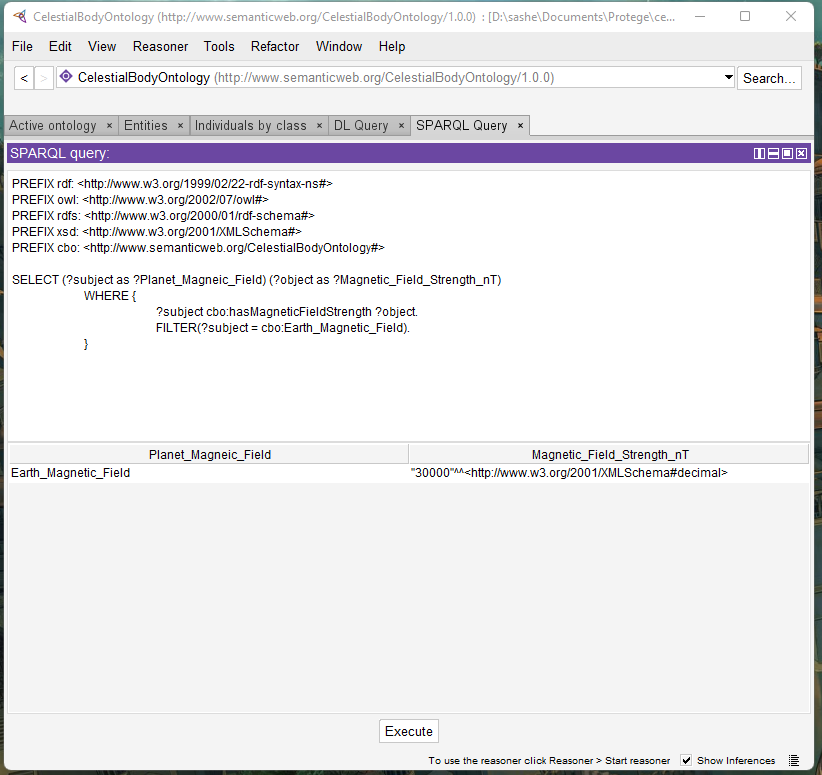 CelestialBodyOntology (http://www.semanticweb.org/CelestialBodyOntology/1.0.0) : [D:\sashe\Documents\Protege\ce...
File Edit View Reasoner Tools Refactor Window Help
< > CelestialBodyOntology (http://www.semanticweb.org/CelestialBodyOntology/1.0.0) Search...
Active ontology × Entities × Individuals by class × DL Query × SPARQL Query ×
SPARQL query:
PREFIX rdf: <http://www.w3.org/1999/02/22-rdf-syntax-ns#>
PREFIX owl: <http://www.w3.org/2002/07/owl#>
PREFIX rdfs: <http://www.w3.org/2000/01/rdf-schema#>
PREFIX xsd: <http://www.w3.org/2001/XMLSchema#>
PREFIX cbo: <http://www.semanticweb.org/CelestialBodyOntology#>
SELECT (?subject as ?Planet_Magneic_Field) (?object as ?Magnetic_Field_Strength_nT)
WHERE {
?subject cbo:hasMagneticFieldStrength ?object.
FILTER(?subject = cbo:Earth_Magnetic_Field).
}
Planet_Magneic_Field Magnetic_Field_Strength_nT
Earth_Magnetic_Field "30000"^^<http://www.w3.org/2001/XMLSchema#decimal>
Execute
To use the reasoner click Reasoner > Start reasoner Show Inferences